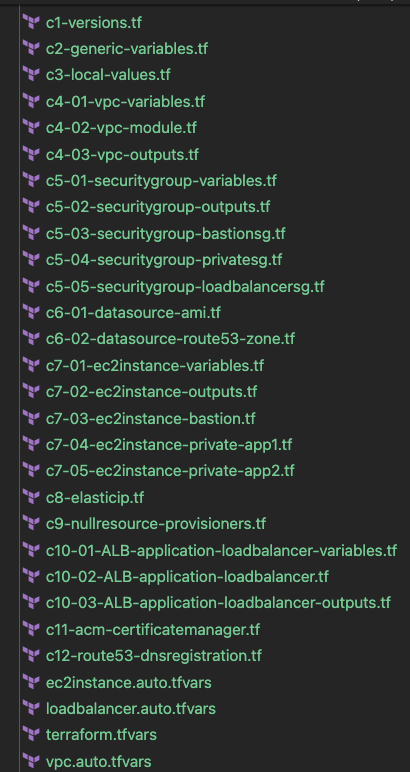 c1-versions.tf
c2-generic-variables.tf
c3-local-values.tf
c4-01-vpc-variables.tf
c4-02-vpc-module.tf
c4-03-vpc-outputs.tf
c5-01-securitygroup-variables.tf
c5-02-securitygroup-outputs.tf
c5-03-securitygroup-bastionsg.tf
c5-04-securitygroup-privatesg.tf
c5-05-securitygroup-loadbalancersg.tf
c6-01-datasource-ami.tf
c6-02-datasource-route53-zone.tf
c7-01-ec2instance-variables.tf
c7-02-ec2instance-outputs.tf
c7-03-ec2instance-bastion.tf
c7-04-ec2instance-private-app1.tf
c7-05-ec2instance-private-app2.tf
c8-elasticip.tf
c9-nullresource-provisioners.tf
c10-01-ALB-application-loadbalancer-variables.tf
c10-02-ALB-application-loadbalancer.tf
c10-03-ALB-application-loadbalancer-outputs.tf
c11-acm-certificatemanager.tf
c12-route53-dnsregistration.tf
ec2instance.auto.tfvars
loadbalancer.auto.tfvars
terraform.tfvars
vpc.auto.tfvars